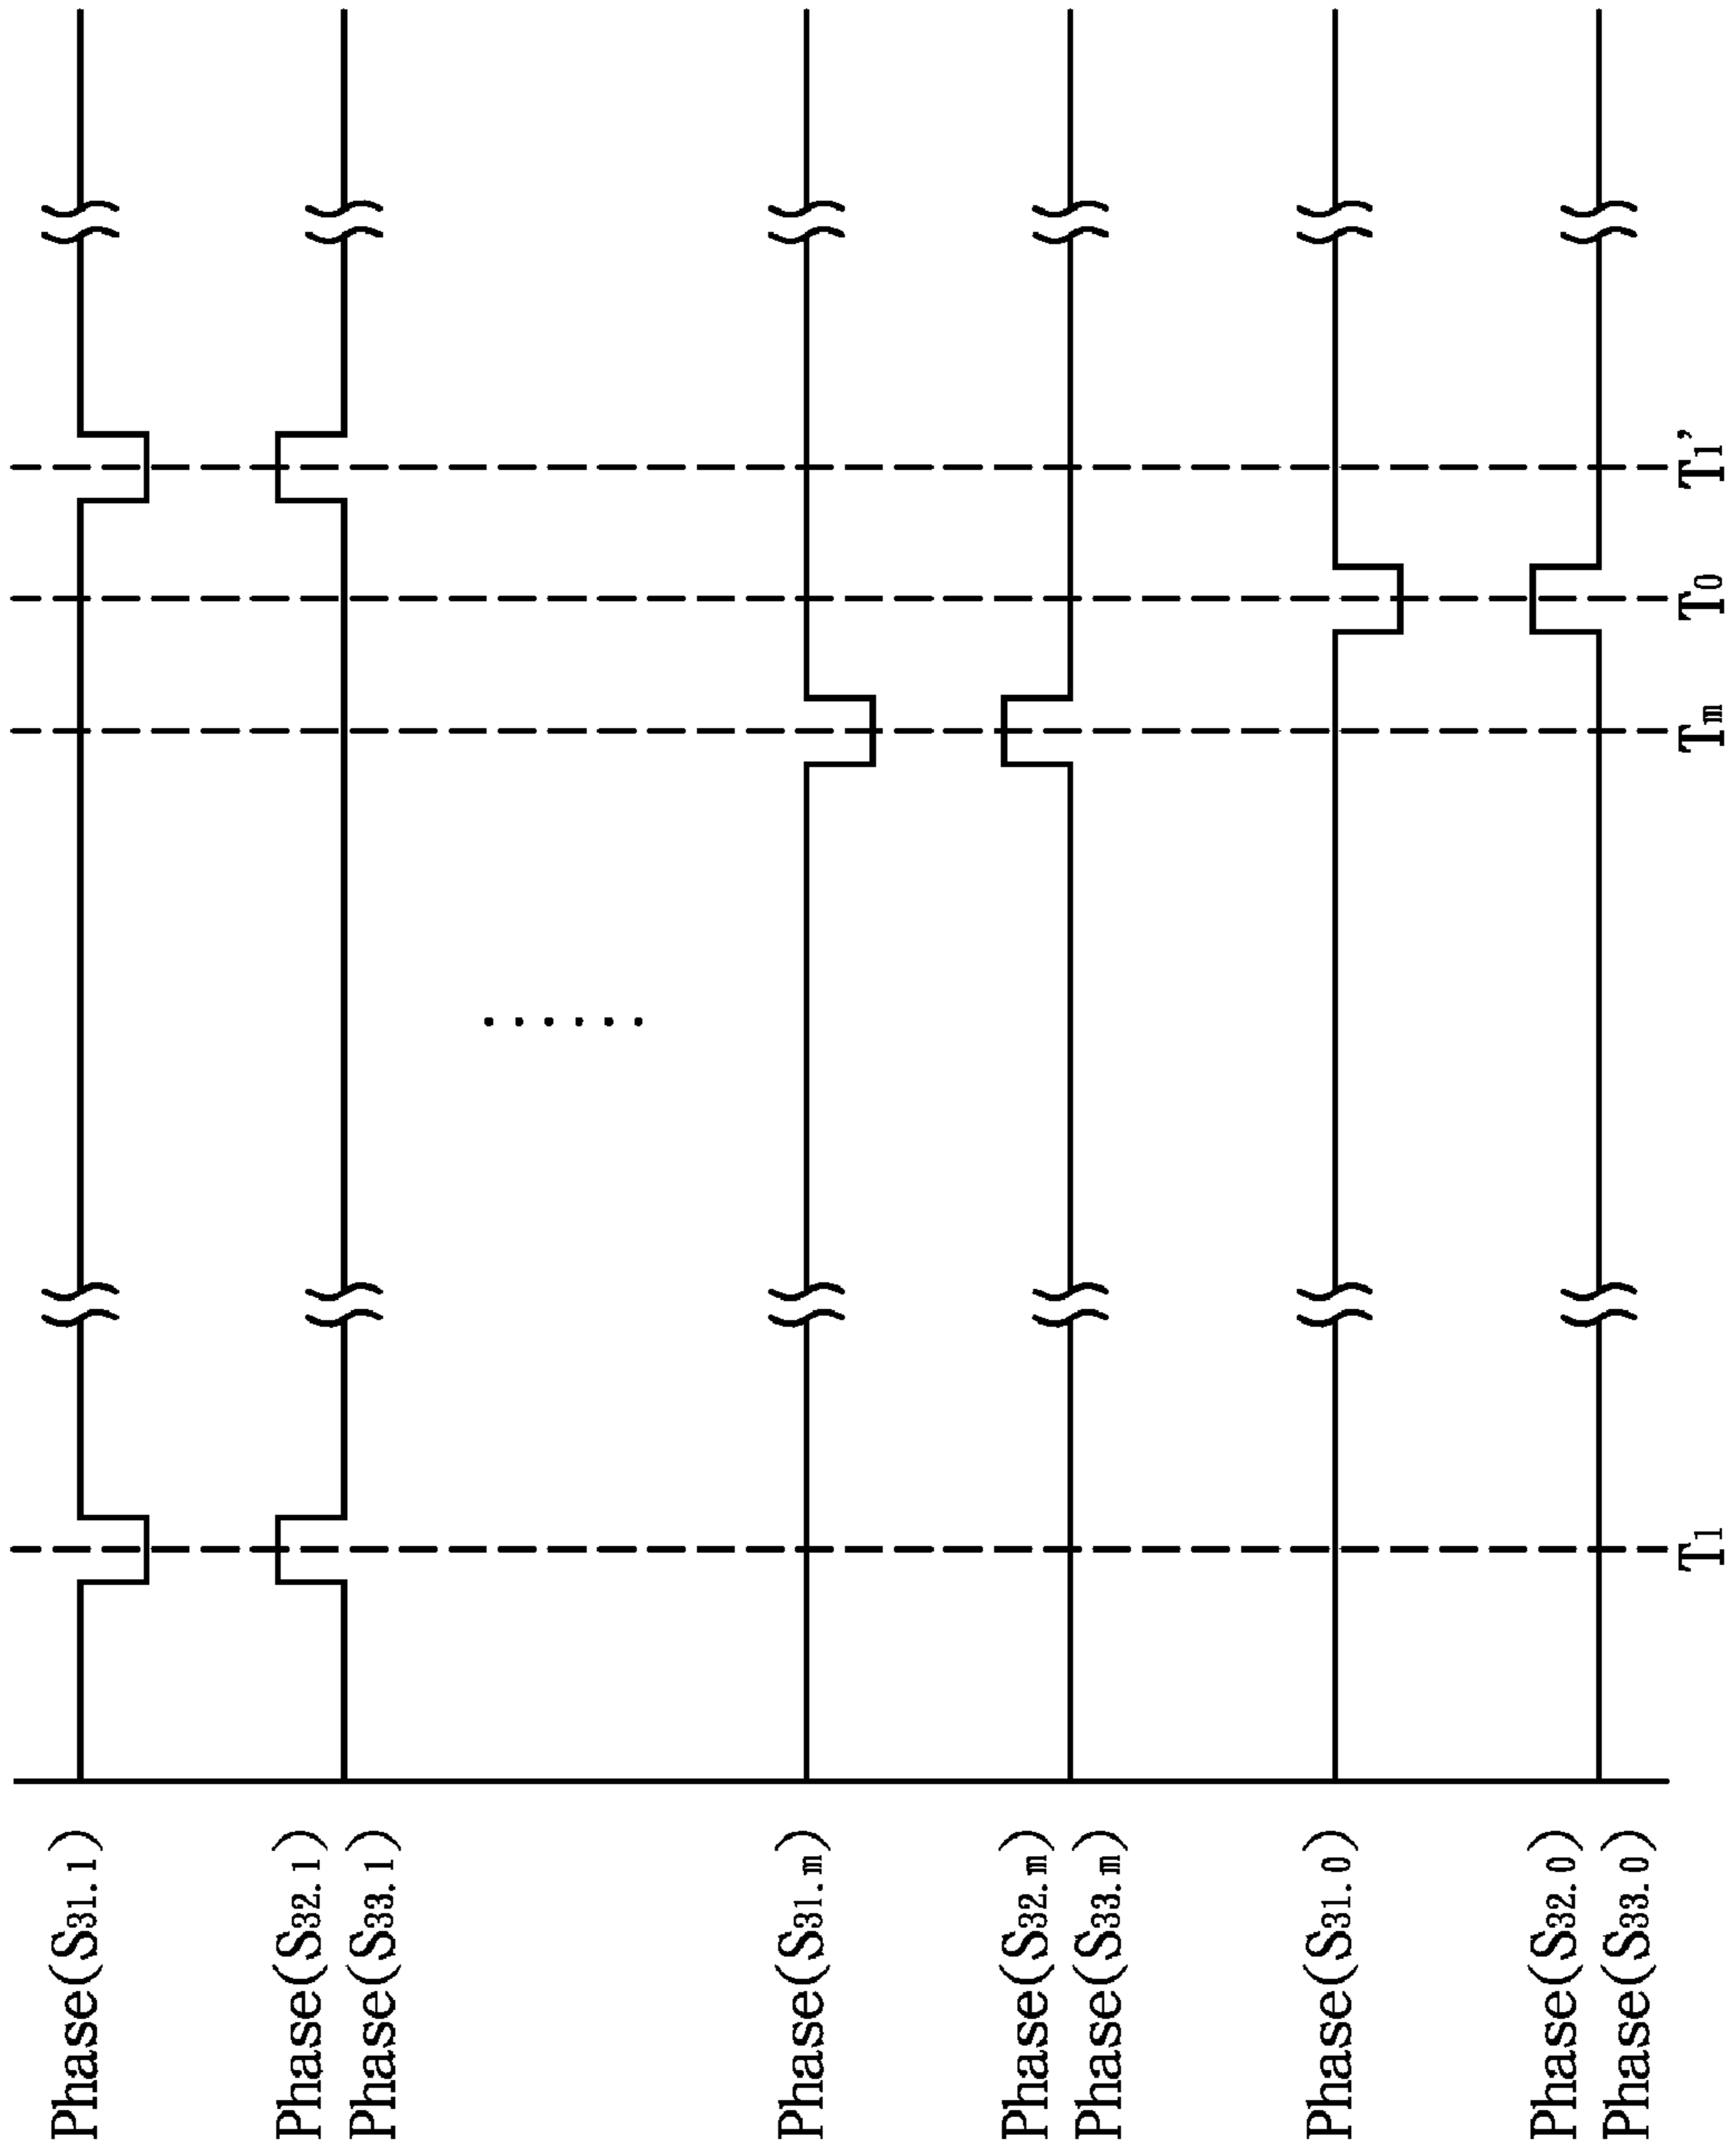 Phase(S31.1)
Phase(S32.1)
Phase(S33.1)
......
Phase(S31.m)
Phase(S32.m)
Phase(S33.m)
Phase(S31.0)
Phase(S32.0)
Phase(S33.0)
T1 Tm T0 T1'